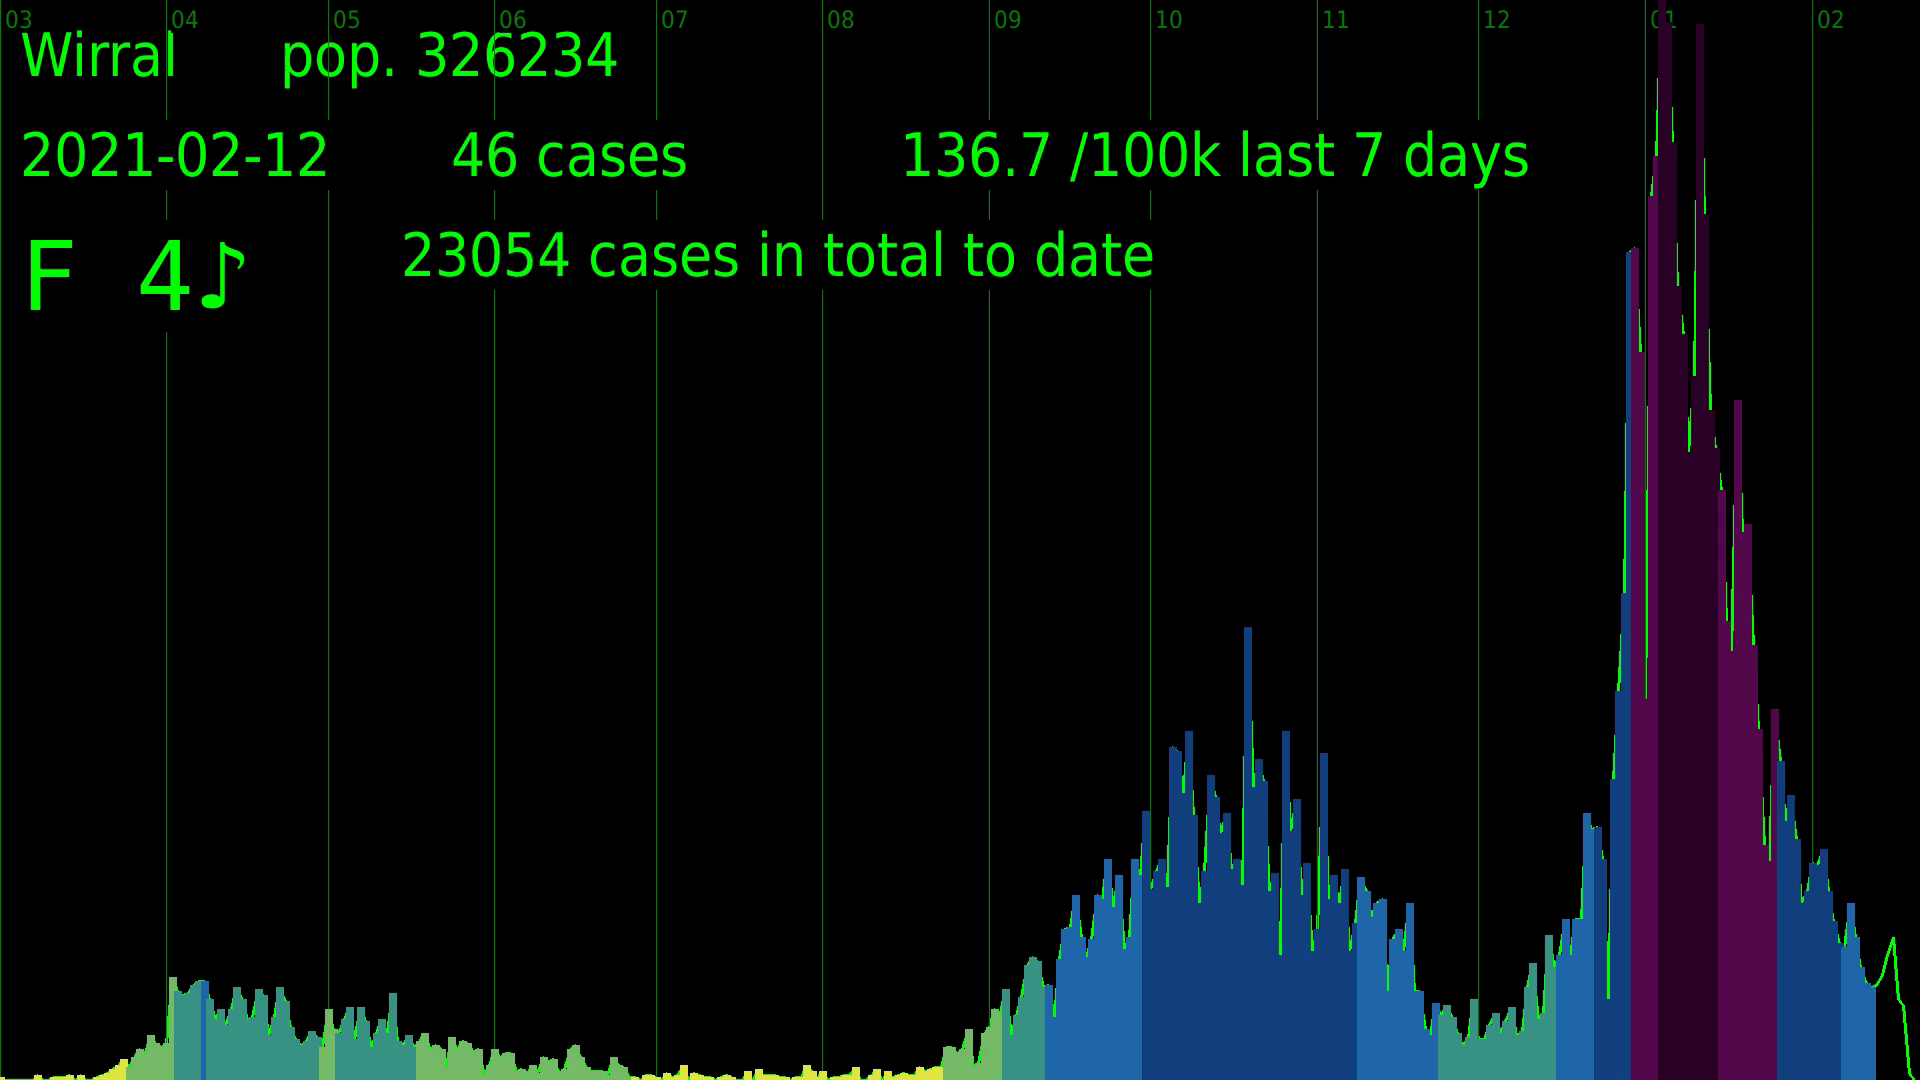 03 04 05 06 07 08 09 10 11 12 01 02
Wirral pop. 326234
2021-02-12 46 cases 136.7 /100k last 7 days
F 4♪ 23054 cases in total to date